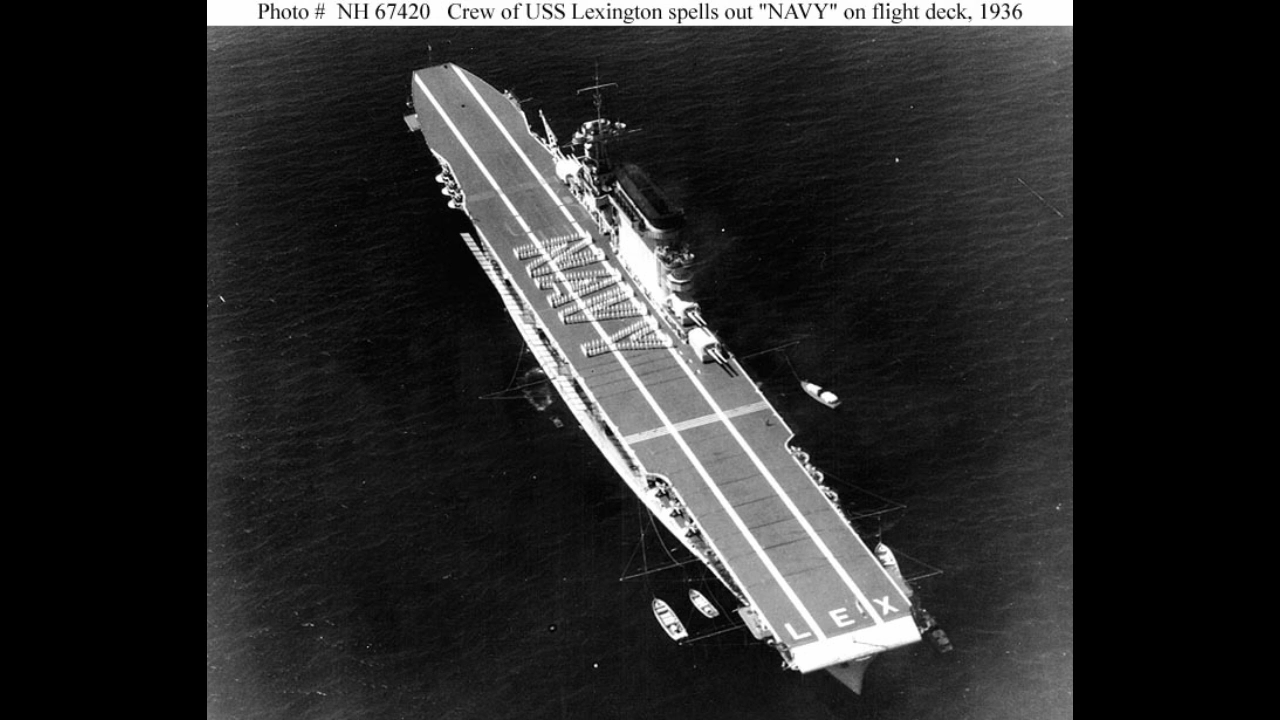 Photo # NH 67420 Crew of USS Lexington spells out "NAVY" on flight deck, 1936
NAVY
LEX